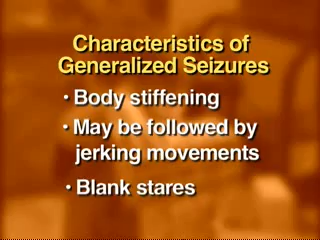 Characteristics of
Generalized Seizures
• Body stiffening
• May be followed by
jerking movements
• Blank stares